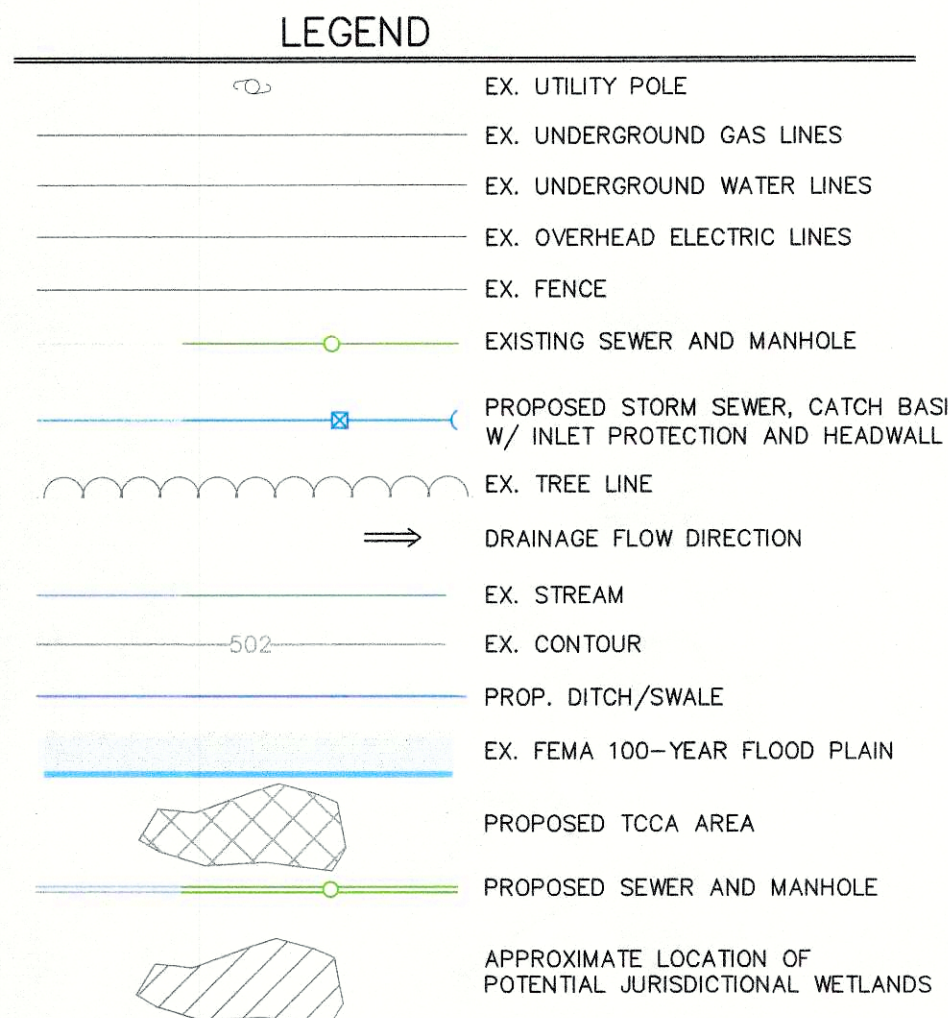 LEGEND
EX. UTILITY POLE
EX. UNDERGROUND GAS LINES
EX. UNDERGROUND WATER LINES
EX. OVERHEAD ELECTRIC LINES
EX. FENCE
EXISTING SEWER AND MANHOLE
PROPOSED STORM SEWER, CATCH BASI
W/ INLET PROTECTION AND HEADWALL
EX. TREE LINE
DRAINAGE FLOW DIRECTION
EX. STREAM
502 EX. CONTOUR
PROP. DITCH/SWALE
EX. FEMA 100-YEAR FLOOD PLAIN
PROPOSED TCCA AREA
PROPOSED SEWER AND MANHOLE
APPROXIMATE LOCATION OF
POTENTIAL JURISDICTIONAL WETLANDS